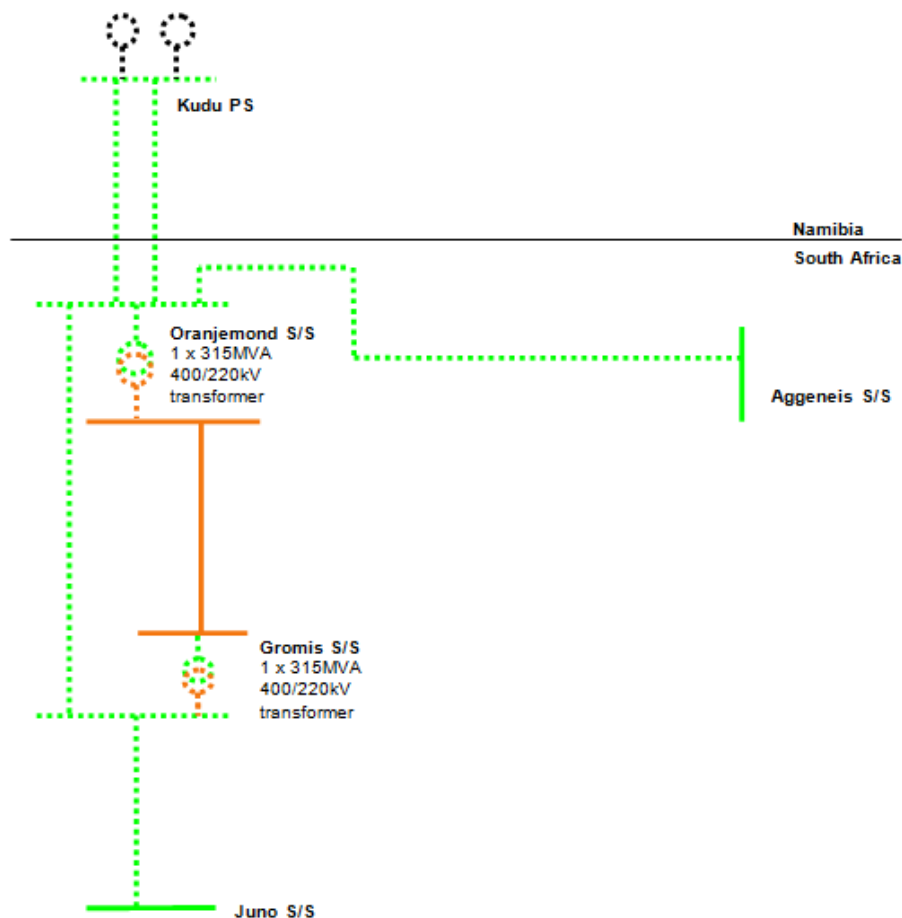 Kudu PS
Namibia
South Africa
Oranjemond S/S
1 x 315MVA
400/220kV
transformer
Aggeneis S/S
Gromis S/S
1 x 315MVA
400/220kV
transformer
Juno S/S